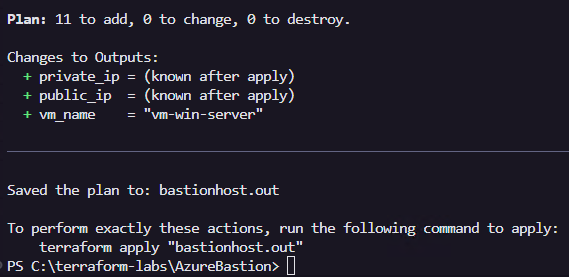 Plan: 11 to add, 0 to change, 0 to destroy.
Changes to Outputs:
+ private_ip = (known after apply)
+ public_ip  = (known after apply)
+ vm_name    = "vm-win-server"
Saved the plan to: bastionhost.out
To perform exactly these actions, run the following command to apply:
terraform apply "bastionhost.out"
PS C:\terraform-labs\AzureBastion>